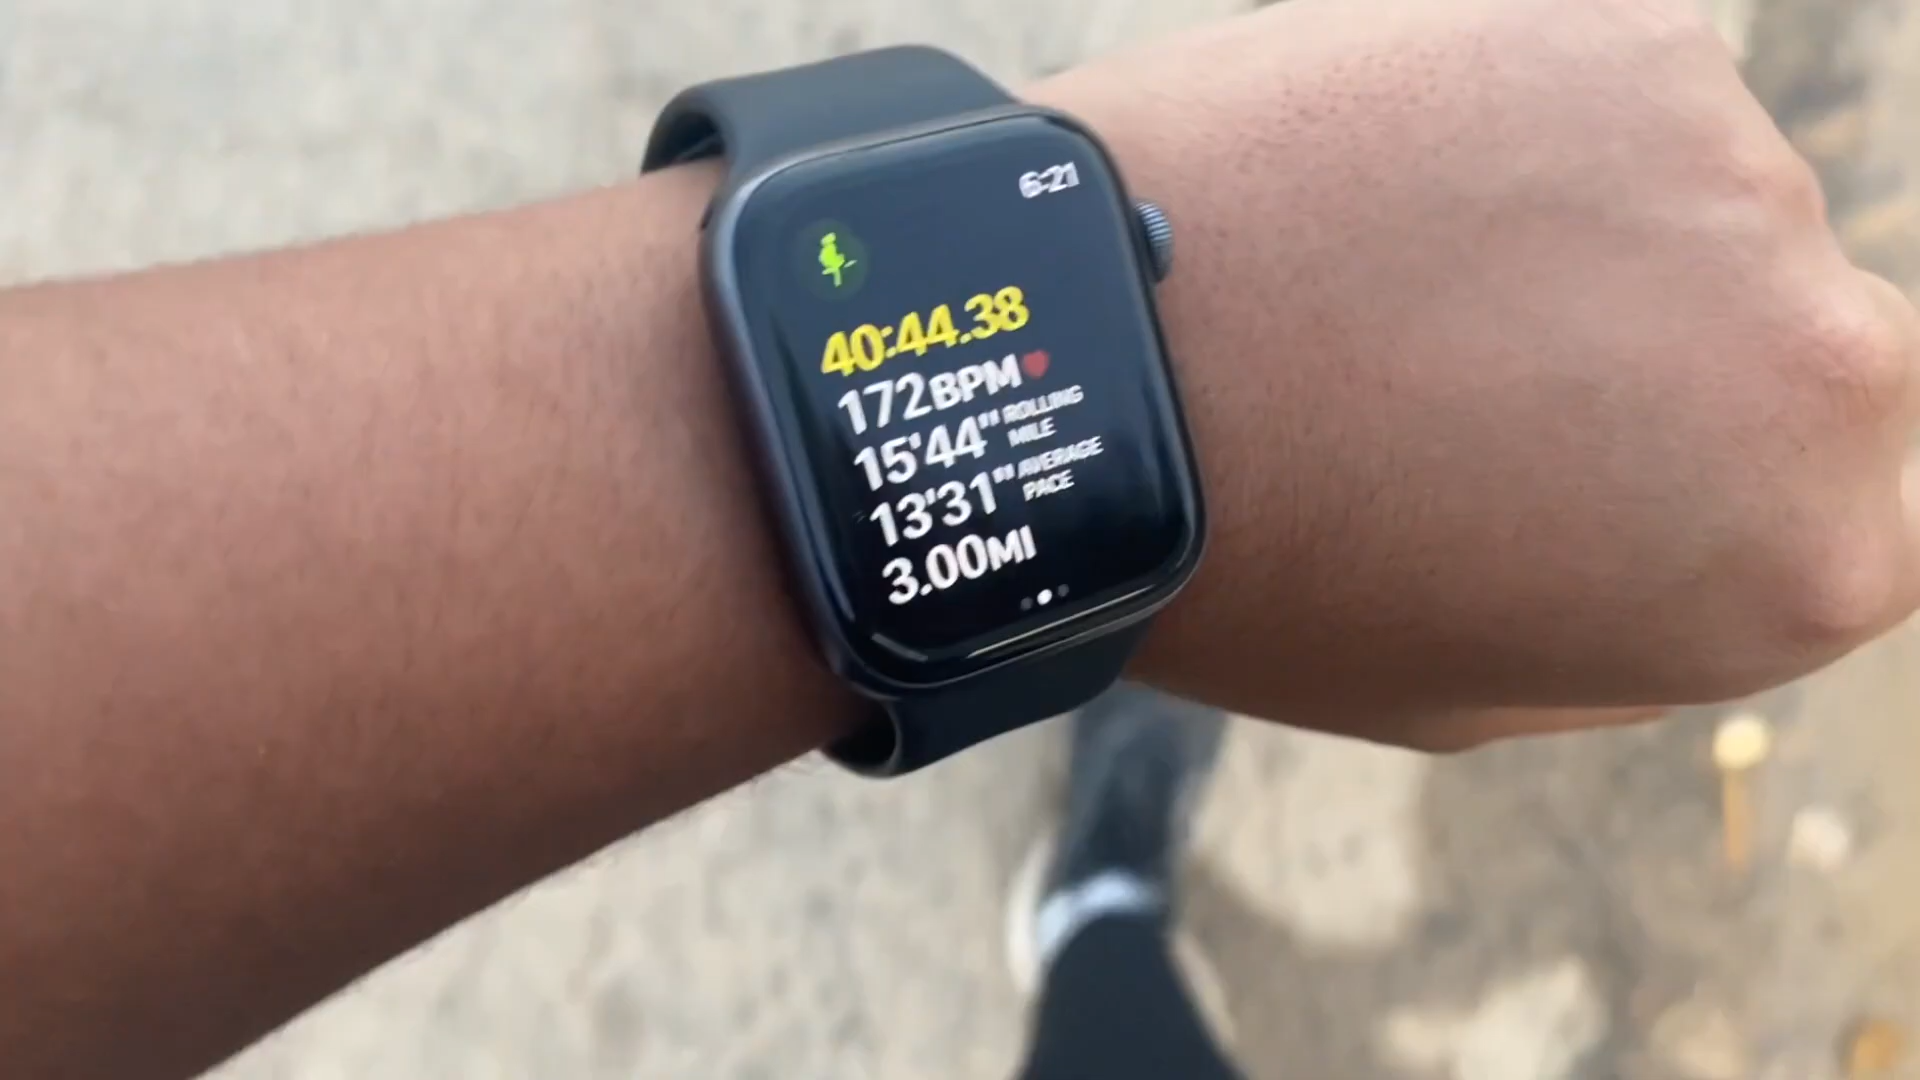 6:21
40:44.38
172BPM
15'44" ROLLING MILE
13'31" AVERAGE PACE
3.00MI